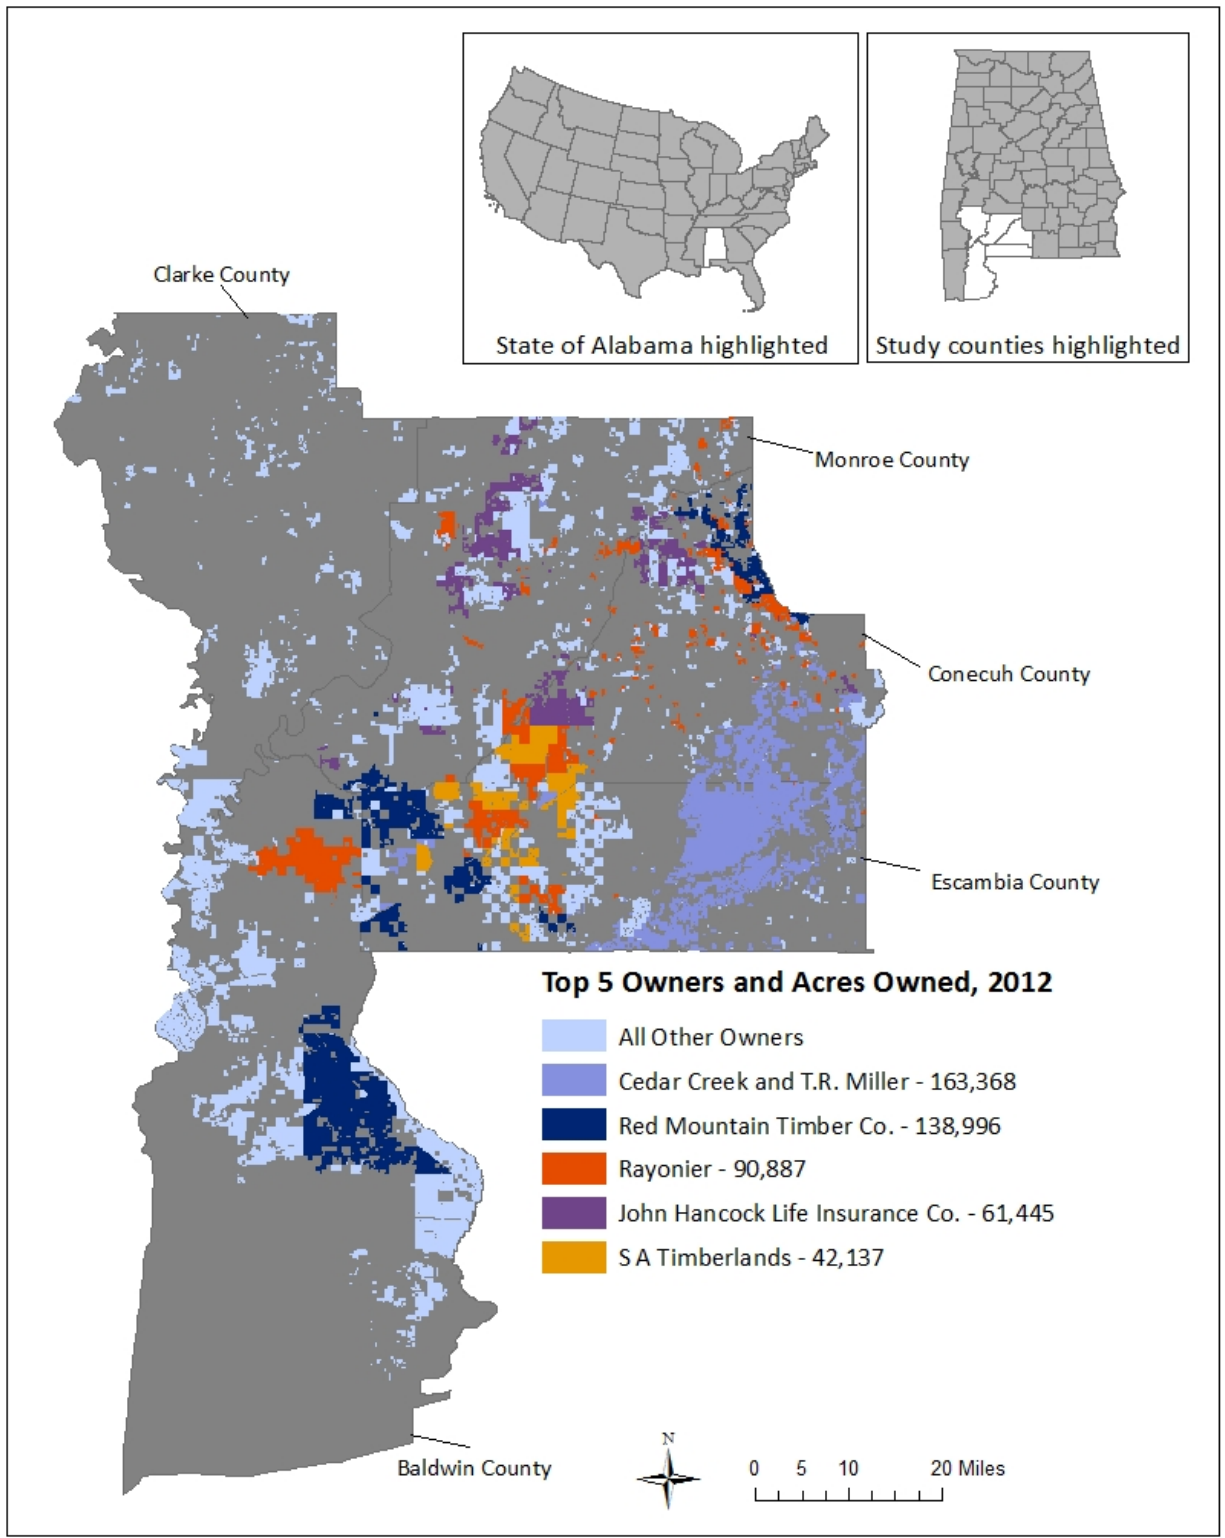 State of Alabama highlighted
Study counties highlighted
Clarke County
Monroe County
Conecuh County
Escambia County
Top 5 Owners and Acres Owned, 2012
All Other Owners
Cedar Creek and T.R. Miller - 163,368
Red Mountain Timber Co. - 138,996
Rayonier - 90,887
John Hancock Life Insurance Co. - 61,445
S A Timberlands - 42,137
Baldwin County
N
0 5 10 20 Miles